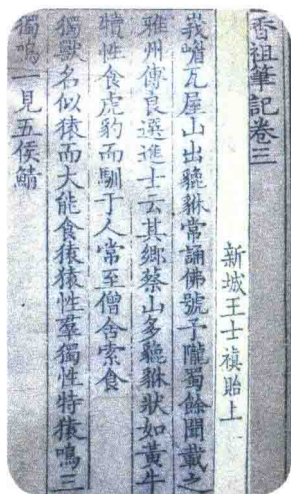 香祖筆記卷三
新城王士禛貽上
峩嵋瓦屋山出貔貅常誦佛號予隴蜀餘聞載之
雅州傅良選進士云其鄉蔡山多貔貅狀如黃牛
犢性食虎豹而馴于人常至僧舍索食
獨獸名似猿而大能食猿猿性羣獨性特猿鳴三
獨鳴一見五侯鯖